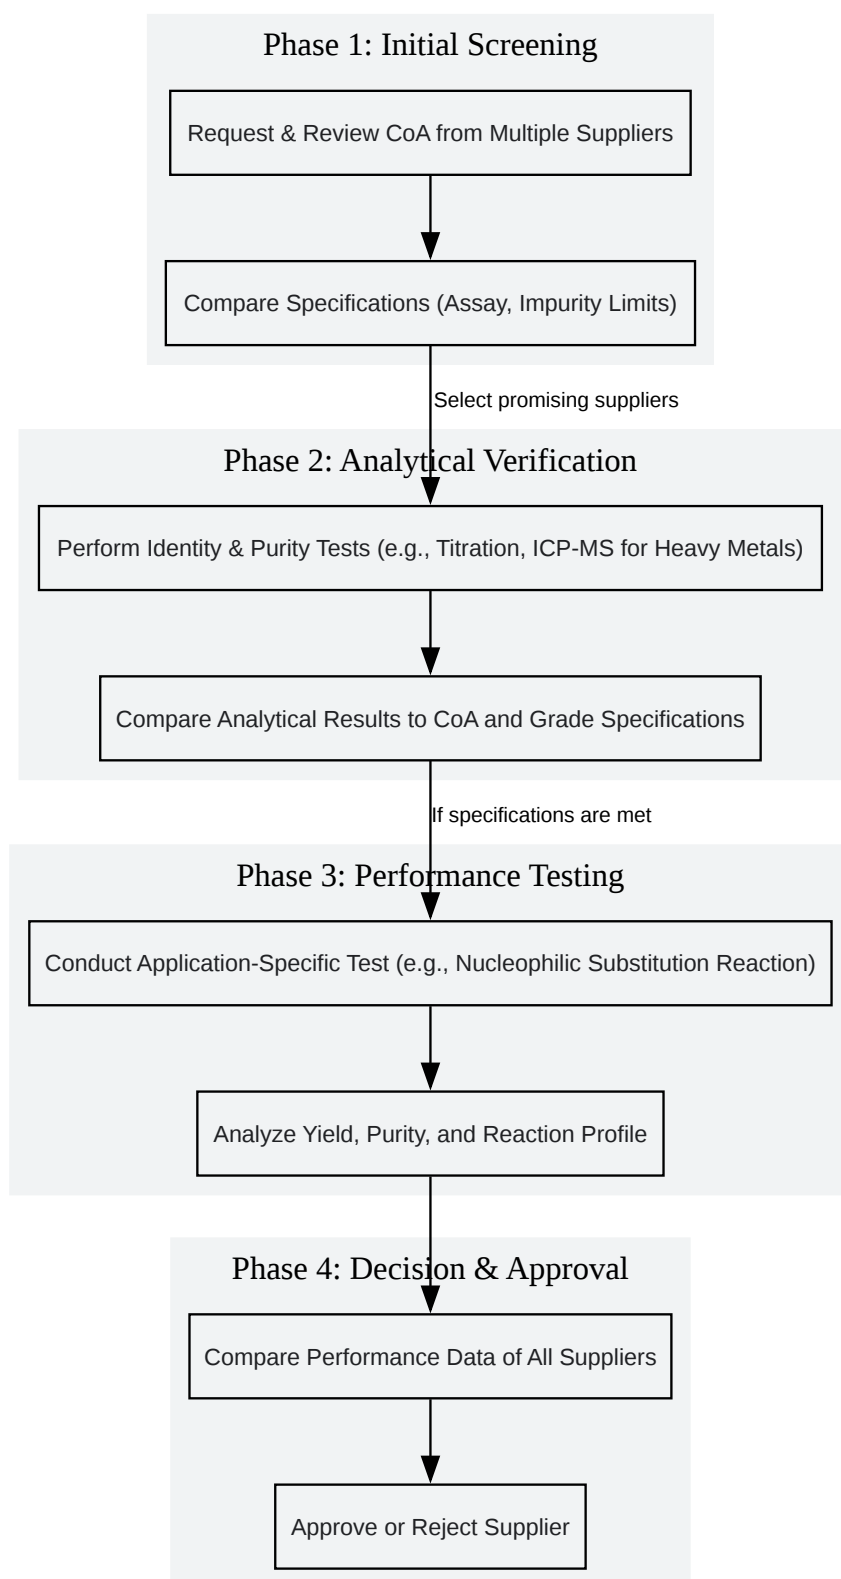 Phase 1: Initial Screening
Request & Review CoA from Multiple Suppliers
Compare Specifications (Assay, Impurity Limits)
Select promising suppliers
Phase 2: Analytical Verification
Perform Identity & Purity Tests (e.g., Titration, ICP-MS for Heavy Metals)
Compare Analytical Results to CoA and Grade Specifications
If specifications are met
Phase 3: Performance Testing
Conduct Application-Specific Test (e.g., Nucleophilic Substitution Reaction)
Analyze Yield, Purity, and Reaction Profile
Phase 4: Decision & Approval
Compare Performance Data of All Suppliers
Approve or Reject Supplier